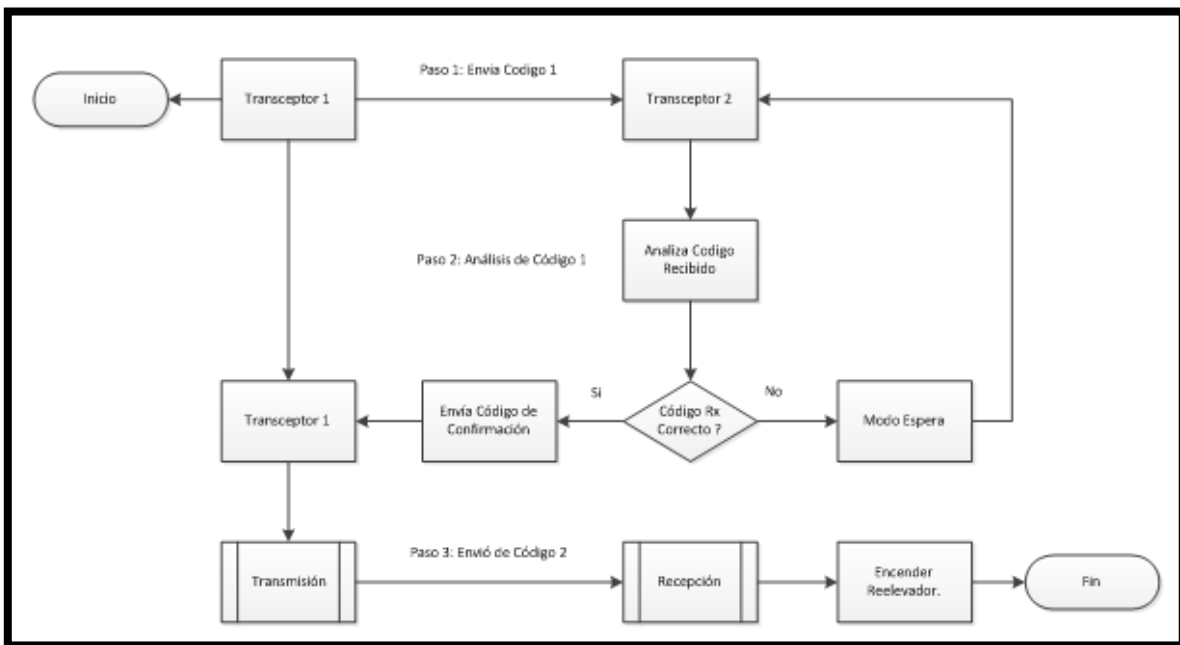 Paso 1: Envía Codigo 1
Inicio
Transceptor 1
Transceptor 2
Paso 2: Análisis de Código 1
Analiza Codigo
Recibido
Si
No
Transceptor 1
Envía Código de
Confirmación
Código Rx
Correcto ?
Modo Espera
Paso 3: Envió de Código 2
Transmisión
Recepción
Encender
Reelevador.
Fin